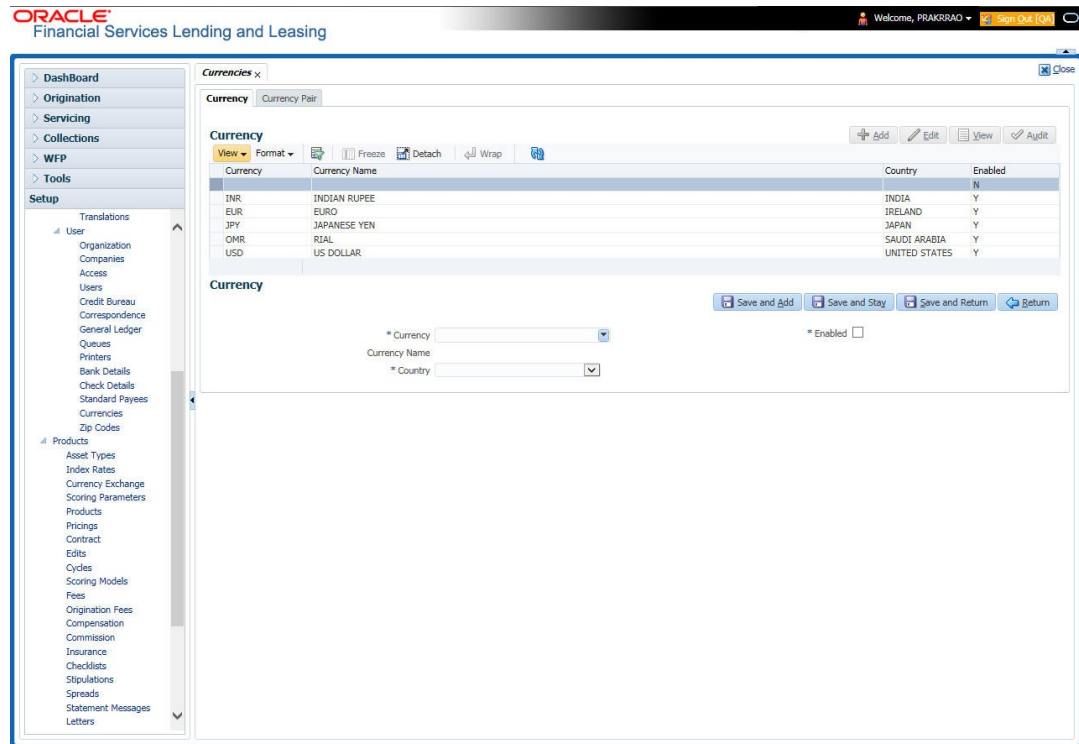 ORACLE
Financial Services Lending and Leasing
Welcome, PRAKRRAO
Sign Out [QA]
DashBoard
Origination
Servicing
Collections
WFP
Tools
Setup
Translations
User
Organization
Companies
Access
Users
Credit Bureau
Correspondence
General Ledger
Queues
Printers
Bank Details
Check Details
Standard Payees
Currencies
Zip Codes
Products
Asset Types
Index Rates
Currency Exchange
Scoring Parameters
Products
Pricings
Contract
Edits
Cycles
Scoring Models
Fees
Origination Fees
Compensation
Commission
Insurance
Checklists
Stipulations
Spreads
Statement Messages
Letters
Currencies x
Close
Currency Currency Pair
Currency
Add Edit View Audit
View Format Freeze Detach Wrap
Currency Currency Name Country Enabled
N
INR INDIAN RUPEE INDIA Y
EUR EURO IRELAND Y
JPY JAPANESE YEN JAPAN Y
OMR RIAL SAUDI ARABIA Y
USD US DOLLAR UNITED STATES Y
Currency
Save and Add Save and Stay Save and Return Return
* Currency
* Enabled
Currency Name
* Country